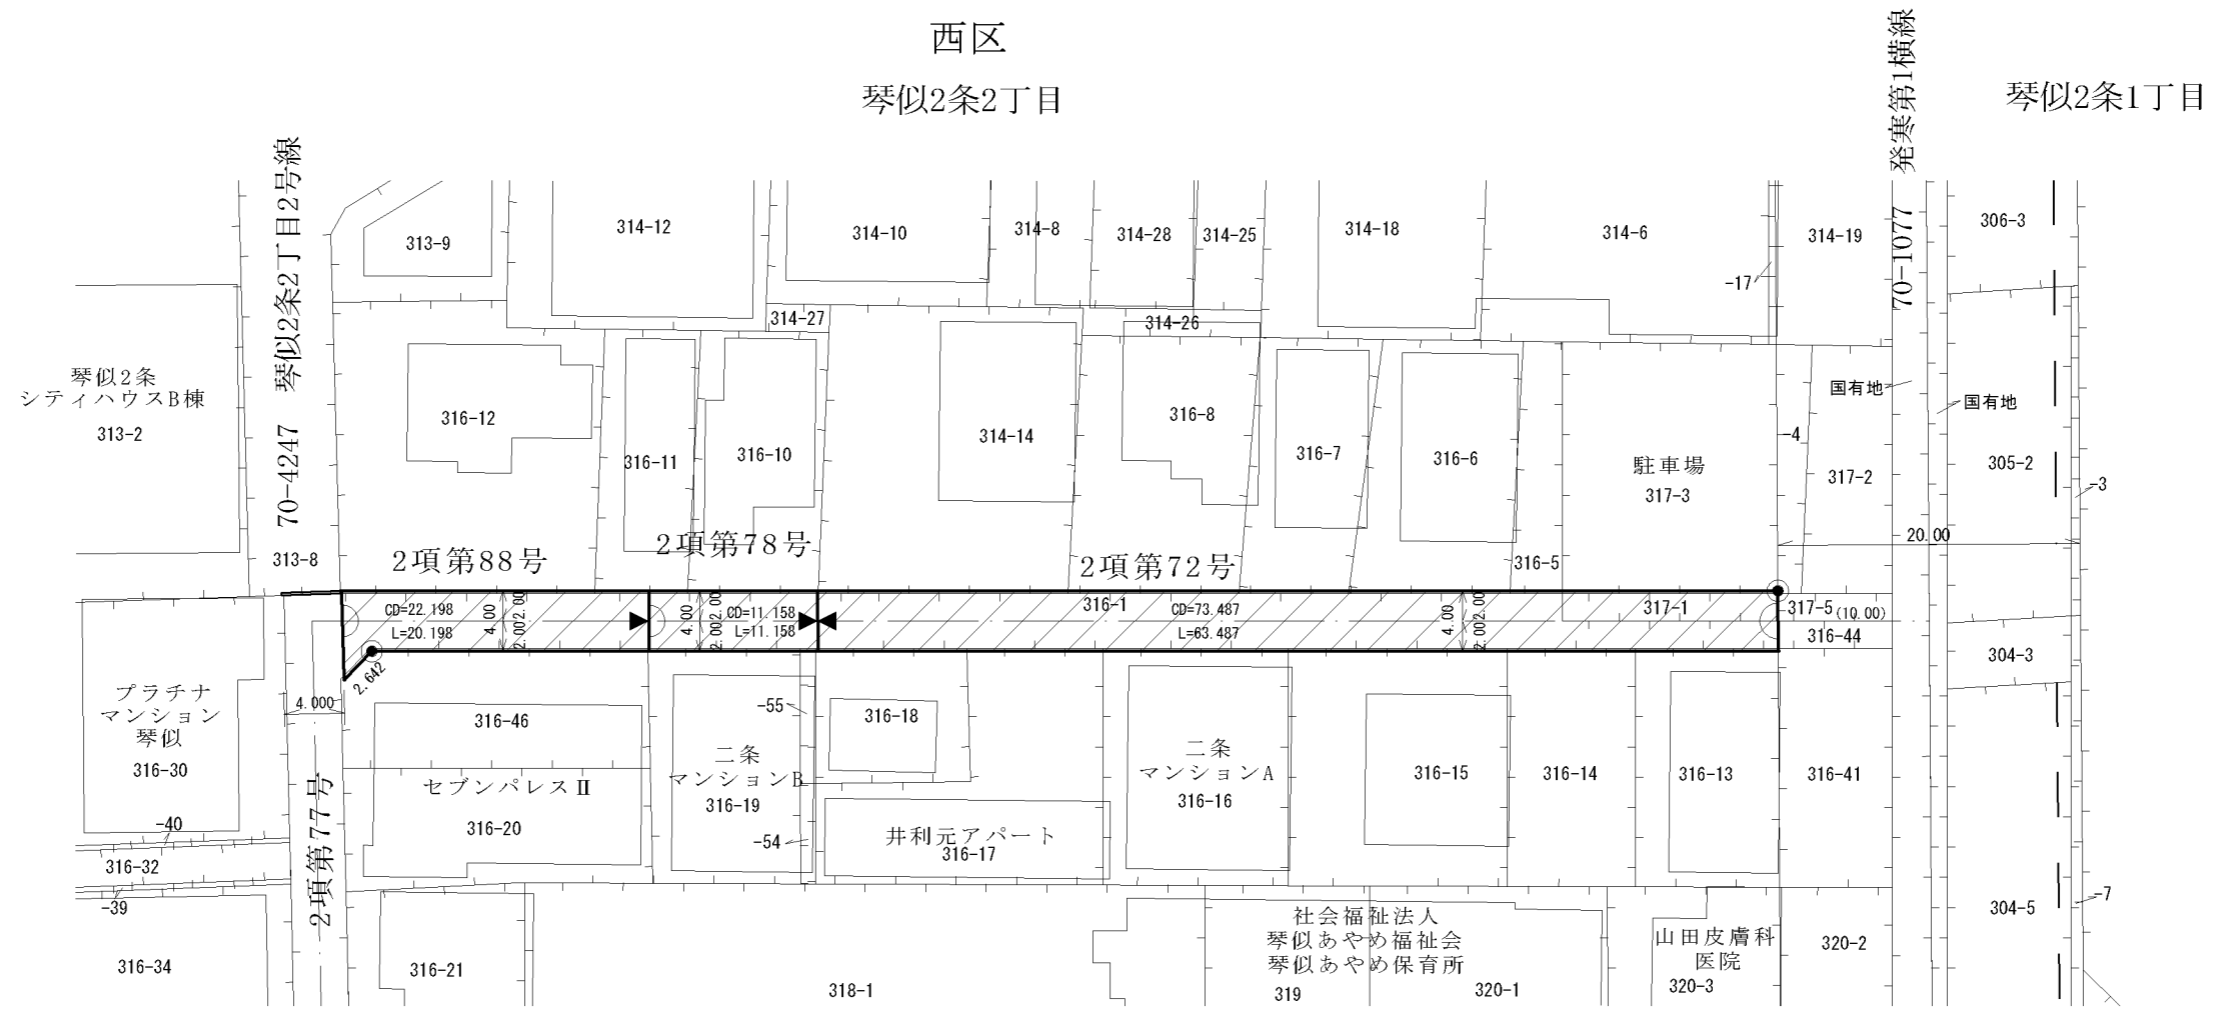 西区
琴似2条2丁目
琴似2条1丁目
発寒第1横線
70-1077
琴似2条2丁目2号線
70-4247
313-9
314-12
314-10
314-8
314-28
314-25
314-18
314-6
314-19
306-3
-17
314-27
314-26
琴似2条
シティハウスB棟
313-2
316-12
316-11
316-10
314-14
316-8
316-7
316-6
駐車場
317-3
-4
317-2
国有地
国有地
305-2
-3
20.00
313-8
2項第88号
2項第78号
2項第72号
316-5
CD=22.198
L=20.198
4.00
2.00
2.00
4.00
2.00
2.00
CD=11.158
L=11.158
316-1
CD=73.487
L=63.487
4.00
2.00
2.00
317-1
317-5
(10.00)
316-44
304-3
2.642
4.000
プラチナ
マンション
琴似
316-30
-40
316-32
-39
316-34
2項第77号
316-46
セブンパレスⅡ
316-20
316-21
二条
マンションB
316-19
-55
-54
316-18
井利元アパート
316-17
二条
マンションA
316-16
316-15
316-14
316-13
316-41
304-5
-7
318-1
社会福祉法人
琴似あやめ福祉会
琴似あやめ保育所
319
320-1
山田皮膚科
医院
320-3
320-2